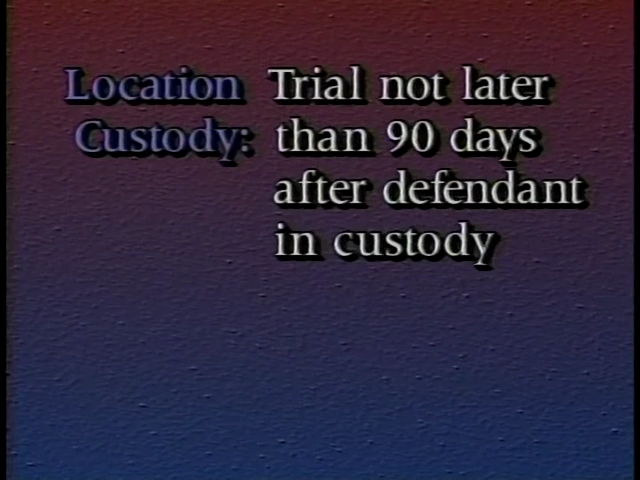 Location Trial not later
Custody: than 90 days
after defendant
in custody